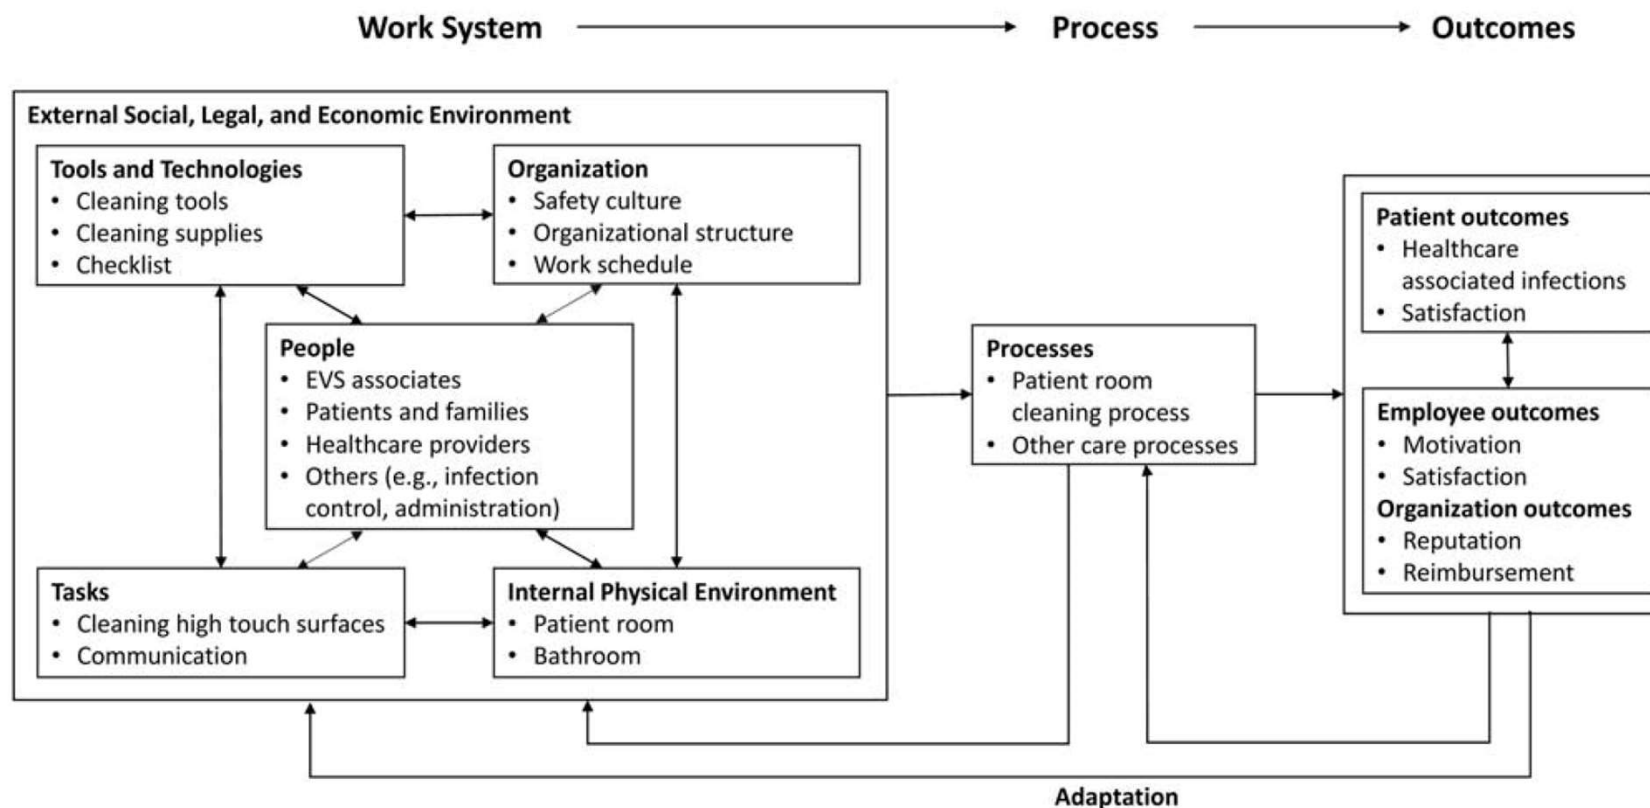 Work System
Process
Outcomes
External Social, Legal, and Economic Environment
Tools and Technologies
• Cleaning tools
• Cleaning supplies
• Checklist
Organization
• Safety culture
• Organizational structure
• Work schedule
People
• EVS associates
• Patients and families
• Healthcare providers
• Others (e.g., infection
control, administration)
Tasks
• Cleaning high touch surfaces
• Communication
Internal Physical Environment
• Patient room
• Bathroom
Processes
• Patient room
cleaning process
• Other care processes
Patient outcomes
• Healthcare
associated infections
• Satisfaction
Employee outcomes
• Motivation
• Satisfaction
Organization outcomes
• Reputation
• Reimbursement
Adaptation